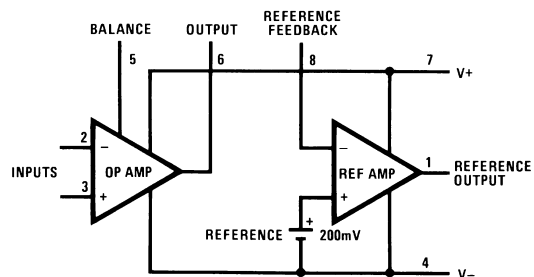 BALANCE
OUTPUT
REFERENCE
FEEDBACK
5
6
8
7
V+
2
−
OP AMP
INPUTS
3
+
−
REF AMP
+
1
REFERENCE
OUTPUT
REFERENCE
+
200mV
4
V−